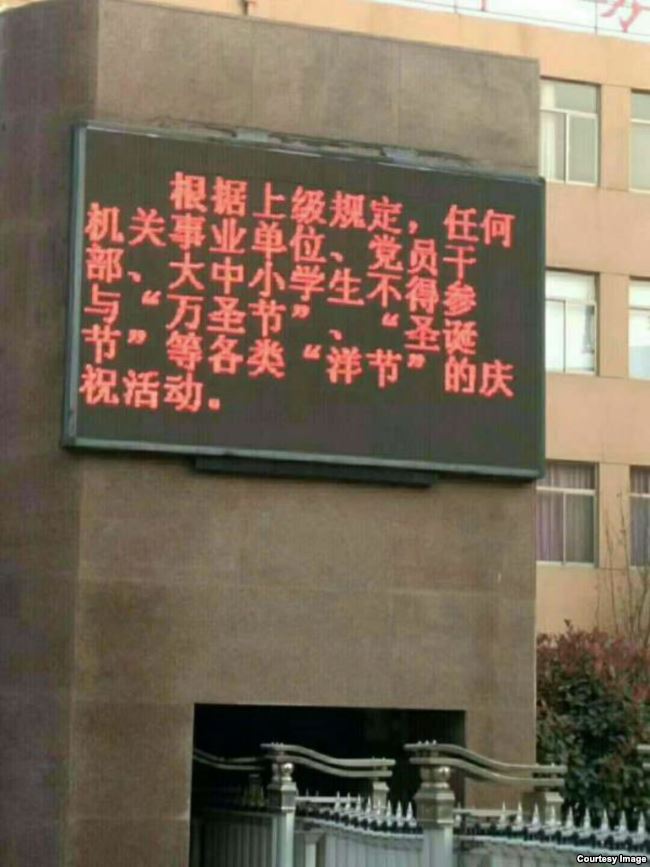 根据上级规定，任何
机关事业单位、党员干
部、大中小学生不得参
与“万圣节”、“圣诞
节”等各类“洋节”的庆
祝活动。
Courtesy Image